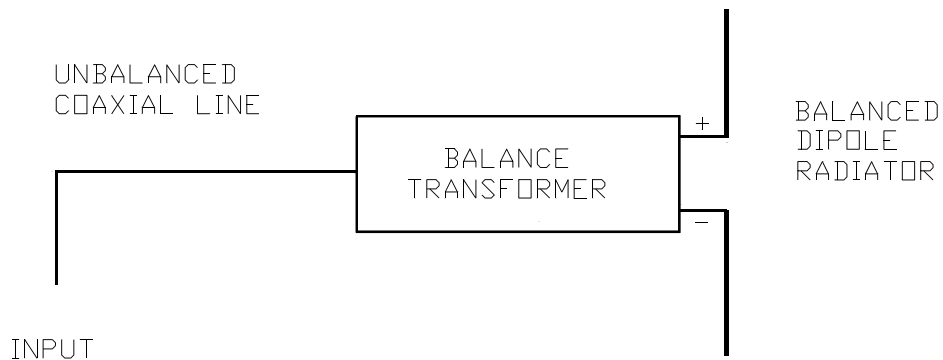 UNBALANCED
COAXIAL LINE
BALANCE
TRANSFORMER
+
−
BALANCED
DIPOLE
RADIATOR
INPUT